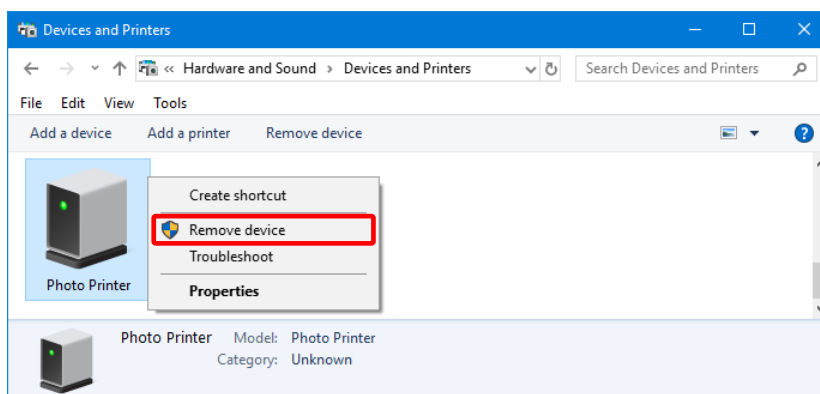 Devices and Printers
« Hardware and Sound > Devices and Printers Search Devices and Printers
File Edit View Tools
Add a device Add a printer Remove device
Create shortcut
Remove device
Troubleshoot
Properties
Photo Printer
Photo Printer Model: Photo Printer
Category: Unknown